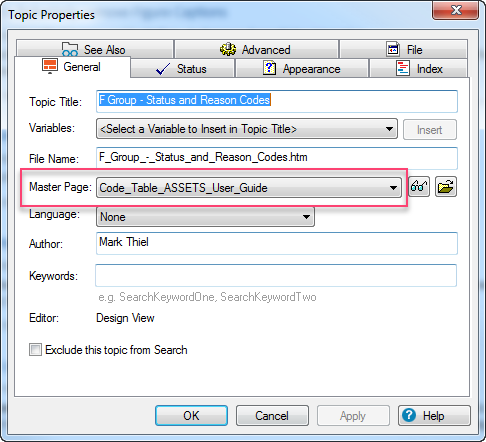 Topic Properties
See Also
Advanced
File
General
Status
Appearance
Index
Topic Title: F Group - Status and Reason Codes
Variables: <Select a Variable to Insert in Topic Title> Insert
File Name: F_Group_-_Status_and_Reason_Codes.htm
Master Page: Code_Table_ASSETS_User_Guide
Language: None
Author: Mark Thiel
Keywords:
e.g. SearchKeywordOne, SearchKeywordTwo
Editor: Design View
Exclude this topic from Search
OK Cancel Apply Help